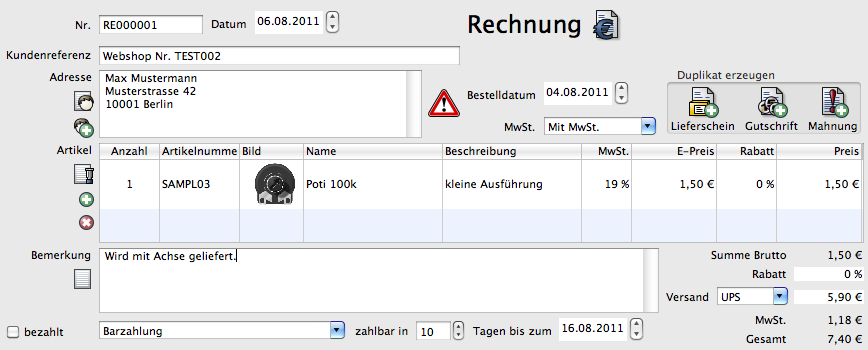 Nr. RE000001 Datum 06.08.2011 Rechnung
Kundenreferenz Webshop Nr. TEST002
Adresse Max Mustermann
Musterstrasse 42
10001 Berlin
Bestelldatum 04.08.2011
MwSt. Mit MwSt.
Duplikat erzeugen
Lieferschein Gutschrift Mahnung
Artikel Anzahl Artikelnumme Bild Name Beschreibung MwSt. E-Preis Rabatt Preis
1 SAMPL03 Poti 100k kleine Ausführung 19 % 1,50 € 0 % 1,50 €
Bemerkung Wird mit Achse geliefert.
Summe Brutto 1,50 €
Rabatt 0 %
Versand UPS 5,90 €
MwSt. 1,18 €
Gesamt 7,40 €
bezahlt Barzahlung zahlbar in 10 Tagen bis zum 16.08.2011